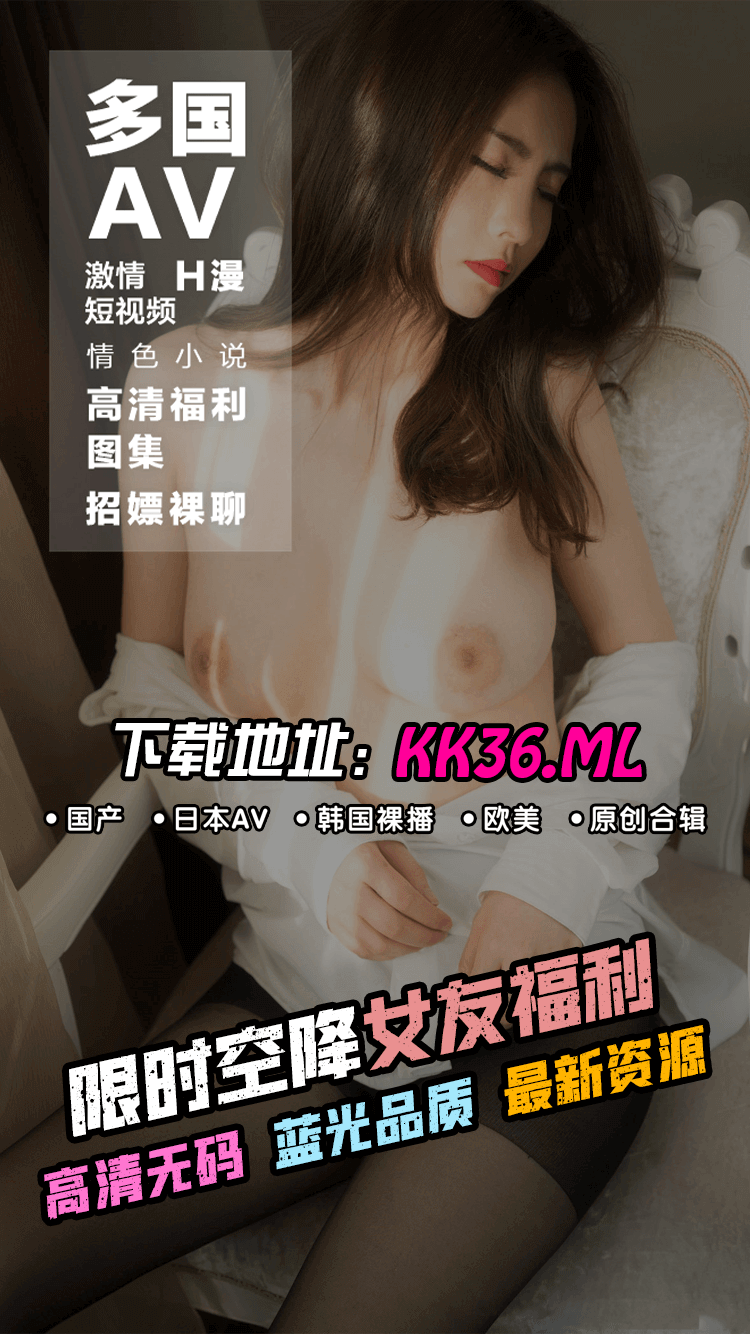 多国
AV
激情 H漫
短视频
情色小说
高清福利
图集
招嫖裸聊
下载地址：KK36.ML
•国产 •日本AV •韩国裸播 •欧美 •原创合辑
限时空降女友福利
高清无码 蓝光品质 最新资源